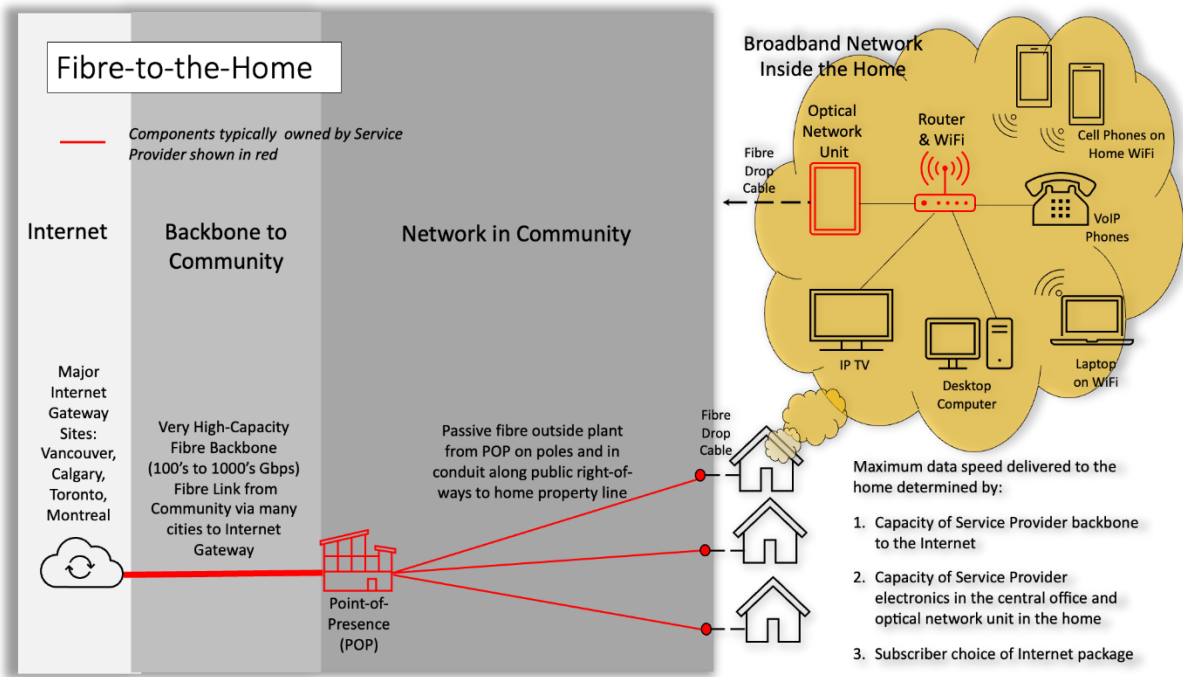 Fibre-to-the-Home
Components typically owned by Service
Provider shown in red
Internet
Backbone to
Community
Network in Community
Major
Internet
Gateway
Sites:
Vancouver,
Calgary,
Toronto,
Montreal
Very High-Capacity
Fibre Backbone
(100's to 1000's Gbps)
Fibre Link from
Community via many
cities to Internet
Gateway
Passive fibre outside plant
from POP on poles and in
conduit along public right-of-
ways to home property line
Point-of-
Presence
(POP)
Fibre
Drop
Cable
Broadband Network
Inside the Home
Optical
Network
Unit
Router
& WiFi
Cell Phones on
Home WiFi
Fibre
Drop
Cable
VoIP
Phones
IP TV
Desktop
Computer
Laptop
on WiFi
Maximum data speed delivered to the
home determined by:
1. Capacity of Service Provider backbone
to the Internet
2. Capacity of Service Provider
electronics in the central office and
optical network unit in the home
3. Subscriber choice of Internet package